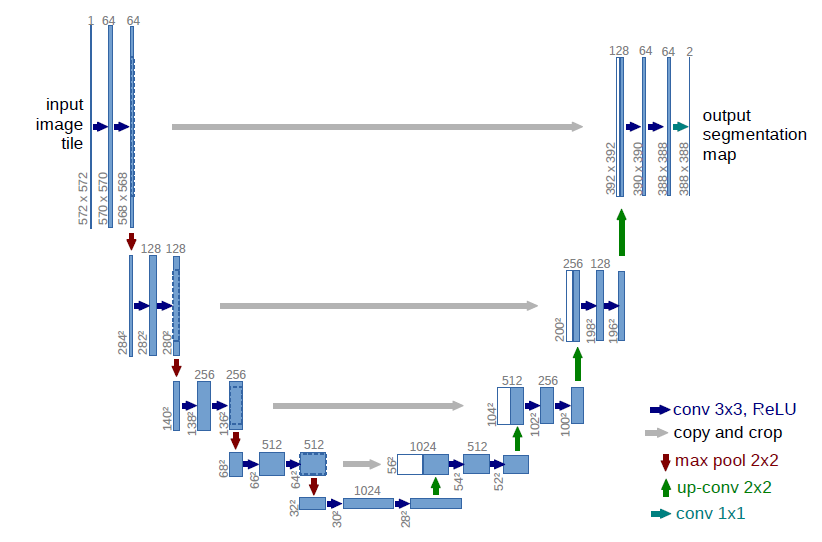 1 64 64
input
image
tile
572 x 572
570 x 570
568 x 568
128 64 64 2
output
segmentation
map
392 x 392
390 x 390
388 x 388
388 x 388
128 128
284²
282²
280²
256 128
200²
198²
196²
256 256
140²
138²
136²
512 256
104²
102²
100²
512 512
68²
66²
64²
1024 512
56²
54²
52²
1024
32²
30²
28²
conv 3x3, ReLU
copy and crop
max pool 2x2
up-conv 2x2
conv 1x1